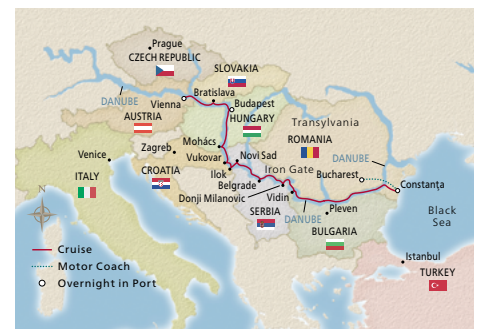 Prague
CZECH REPUBLIC
SLOVAKIA
DANUBE
Bratislava
Vienna
Budapest
AUSTRIA
HUNGARY
Transylvania
Mohács
ROMANIA
Zagreb
Vukovar
Novi Sad
Venice
DANUBE
Iron Gate
Ilok
Bucharest
ITALY
CROATIA
Belgrade
Constanţa
Donji Milanovic
Vidin
N
SERBIA
Pleven
Black
Sea
DANUBE
BULGARIA
Cruise
Istanbul
Motor Coach
TURKEY
Overnight in Port